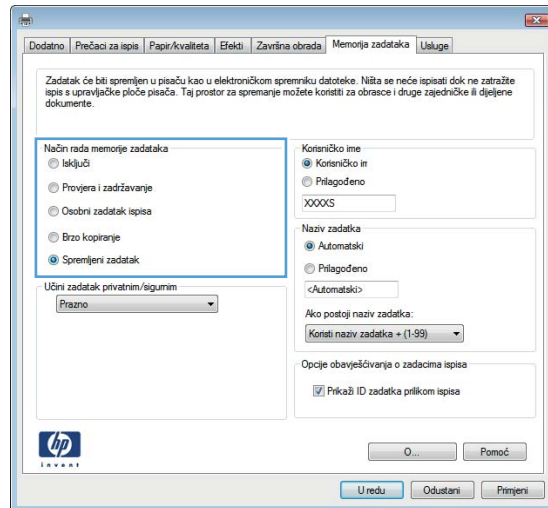 Dodatno Prečaci za ispis Papir/kvaliteta Efekti Završna obrada Memorija zadataka Usluge
Zadatak će biti spremljen u pisaču kao u elektroničkom spremniku datoteke. Ništa se neće ispisati dok ne zatražite
ispis s upravljačke ploče pisača. Taj prostor za spremanje možete koristiti za obrasce i druge zajedničke ili dijeljene
dokumente.
Način rada memorije zadataka
Isključi
Provjera i zadržavanje
Osobni zadatak ispisa
Brzo kopiranje
Spremljeni zadatak
Učini zadatak privatnim/sigurnim
Prazno
Korisničko ime
Korisničko im
Prilagođeno
XXXXS
Naziv zadatka
Automatski
Prilagođeno
<Automatski>
Ako postoji naziv zadatka:
Koristi naziv zadatka + (1-99)
Opcije obavješćivanja o zadacima ispisa
Prikaži ID zadatka prilikom ispisa
hp
invent
O...
Pomoć
U redu
Odustani
Primjeni